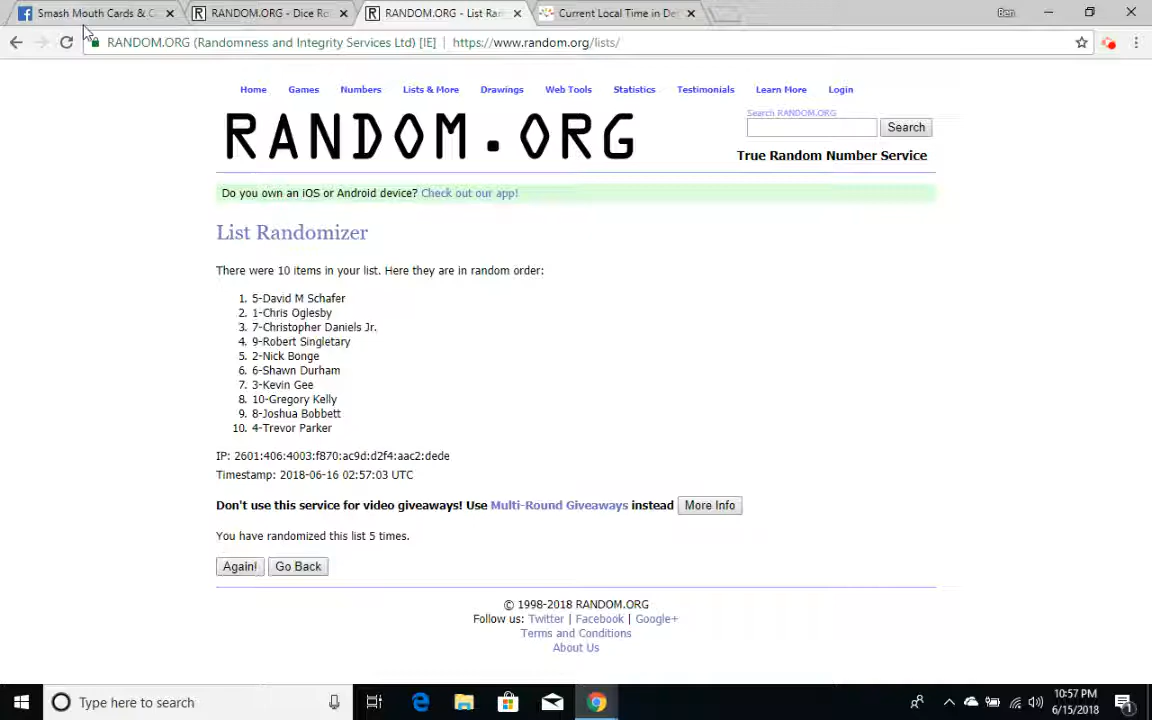 Smash Mouth Cards & C
RANDOM.ORG - Dice Ro
RANDOM.ORG - List Ran
Current Local Time in De
Ben
RANDOM.ORG (Randomness and Integrity Services Ltd) [IE] | https://www.random.org/lists/
Home Games Numbers Lists & More Drawings Web Tools Statistics Testimonials Learn More Login
RANDOM.ORG
Search RANDOM.ORG
Search
True Random Number Service
Do you own an iOS or Android device? Check out our app!
List Randomizer
There were 10 items in your list. Here they are in random order:
1. 5-David M Schafer
2. 1-Chris Oglesby
3. 7-Christopher Daniels Jr.
4. 9-Robert Singletary
5. 2-Nick Bonge
6. 6-Shawn Durham
7. 3-Kevin Gee
8. 10-Gregory Kelly
9. 8-Joshua Bobbett
10. 4-Trevor Parker
IP: 2601:406:4003:f870:ac9d:d2f4:aac2:dede
Timestamp: 2018-06-16 02:57:03 UTC
Don't use this service for video giveaways! Use Multi-Round Giveaways instead More Info
You have randomized this list 5 times.
Again! Go Back
© 1998-2018 RANDOM.ORG
Follow us: Twitter | Facebook | Google+
Terms and Conditions
About Us
Type here to search
10:57 PM
6/15/2018